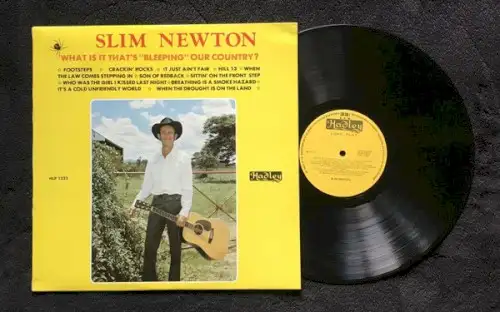 SLIM NEWTON
"WHAT IS IT THAT'S "BLEEPING" OUR COUNTRY?
☆ FOOTSTEPS ☆ CRACKIN' ROCKS ☆ IT JUST AIN'T FAIR ☆ HILL 13 ☆ WHEN
THE LAW COMES STEPPING IN ☆ SON OF REDBACK ☆ SITTIN' ON THE FRONT STEP
☆ WHO WAS THE GIRL I KISSED LAST NIGHT ☆ BREATHING IS A SMOKE HAZARD ☆
IT'S A COLD UNFRIENDLY WORLD ☆ WHEN THE DROUGHT IS ON THE LAND ☆
Hadley
Hadley